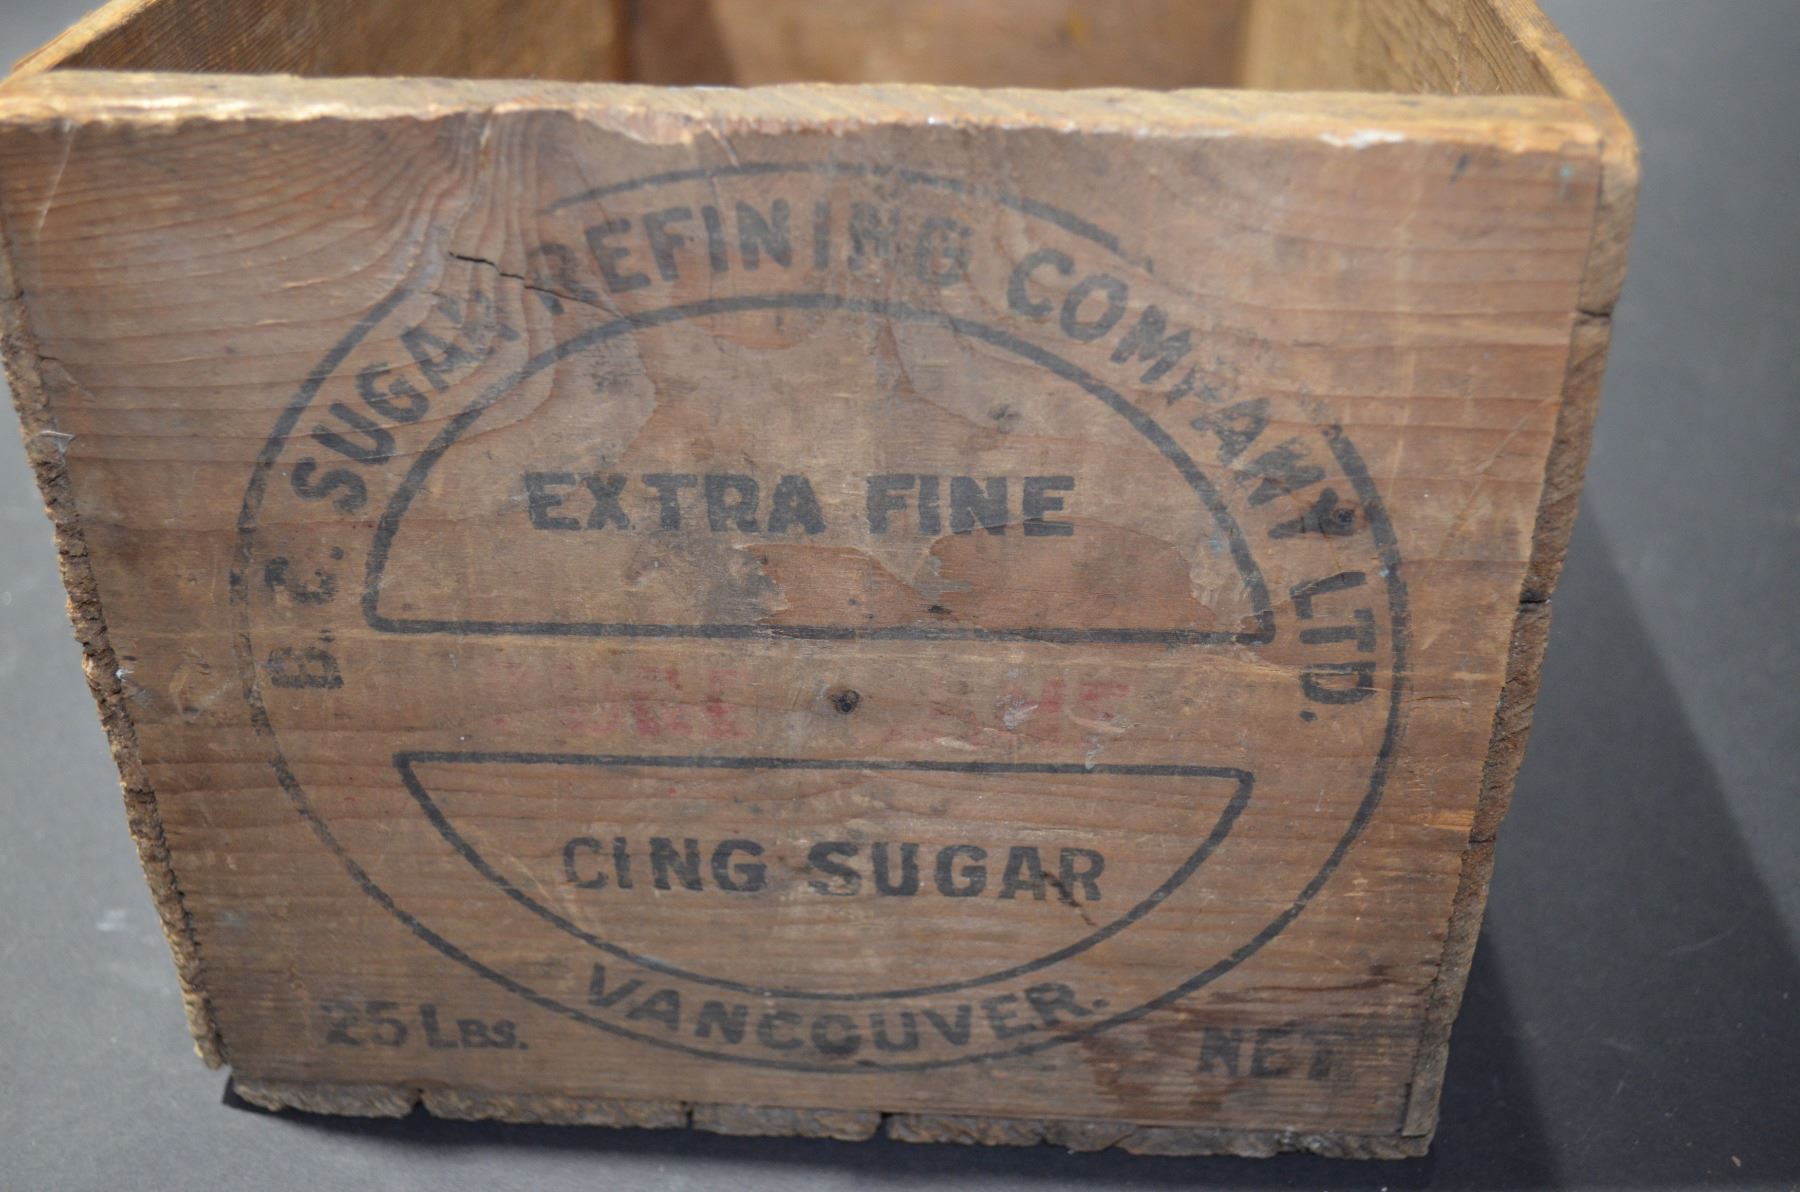 B.C. SUGAR REFINING COMPANY LTD.
EXTRA FINE
CING SUGAR
VANCOUVER.
25 LBS. NET